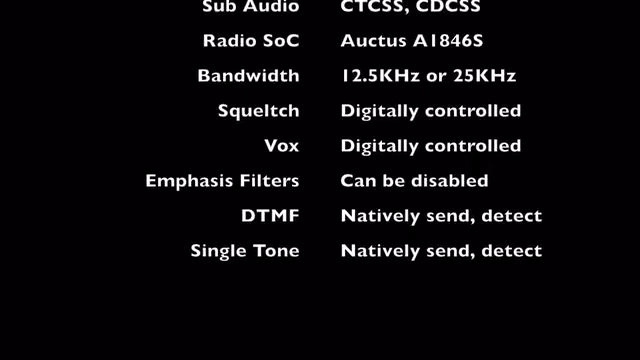 Sub Audio CTCSS, CDCSS
Radio SoC Auctus A1846S
Bandwidth 12.5KHz or 25KHz
Squeltch Digitally controlled
Vox Digitally controlled
Emphasis Filters Can be disabled
DTMF Natively send, detect
Single Tone Natively send, detect